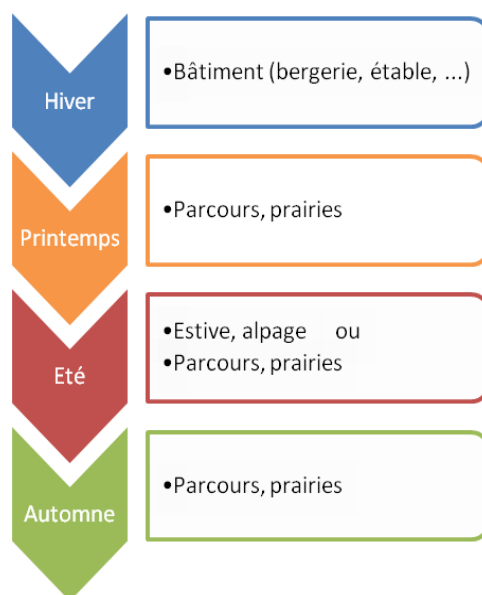 Hiver
•Bâtiment (bergerie, étable, ...)
Printemps
•Parcours, prairies
Eté
•Estive, alpage ou
•Parcours, prairies
Automne
•Parcours, prairies